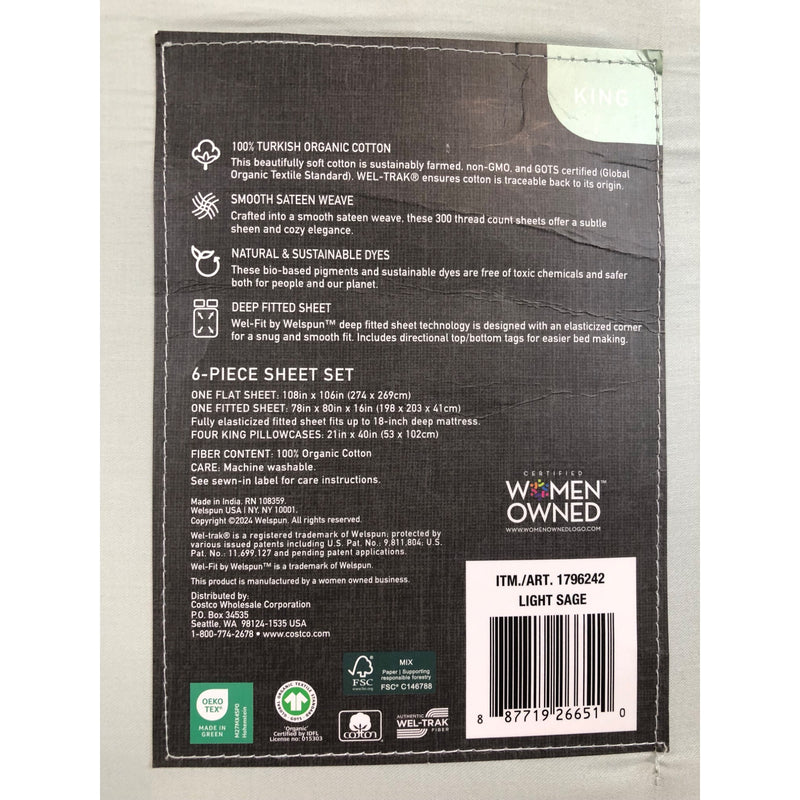 KING
100% TURKISH ORGANIC COTTON
This beautifully soft cotton is sustainably farmed, non-GMO, and GOTS certified (Global
Organic Textile Standard). WEL-TRAK® ensures cotton is traceable back to its origin.
SMOOTH SATEEN WEAVE
Crafted into a smooth sateen weave, these 300 thread count sheets offer a subtle
sheen and cozy elegance.
NATURAL & SUSTAINABLE DYES
These bio-based pigments and sustainable dyes are free of toxic chemicals and safer
both for people and our planet.
DEEP FITTED SHEET
Wel-Fit by Welspun™ deep fitted sheet technology is designed with an elasticized corner
for a snug and smooth fit. Includes directional top/bottom tags for easier bed making.
6-PIECE SHEET SET
ONE FLAT SHEET: 108in x 106in (274 x 269cm)
ONE FITTED SHEET: 78in x 80in x 16in (198 x 203 x 41cm)
Fully elasticized fitted sheet fits up to 18-inch deep mattress.
FOUR KING PILLOWCASES: 21in x 40in (53 x 102cm)
FIBER CONTENT: 100% Organic Cotton
CARE: Machine washable.
See sewn-in label for care instructions.
Made in India. RN 108359.
Welspun USA | NY, NY 10001.
Copyright ©2024 Welspun. All rights reserved.
Wel-trak® is a registered trademark of Welspun; protected by
various issued patents including U.S. Pat. No.: 9,811,804; U.S.
Pat. No.: 11,699,127 and pending patent applications.
Wel-Fit by Welspun™ is a trademark of Welspun.
This product is manufactured by a women owned business.
Distributed by:
Costco Wholesale Corporation
P.O. Box 34535
Seattle, WA 98124-1535 USA
1-800-774-2678 • www.costco.com
CERTIFIED
WOMEN™
OWNED
WWW.WOMENOWNEDLOGO.COM
ITM./ART. 1796242
LIGHT SAGE
8 87719 26651 0
OEKO
TEX®
MADE IN
GREEN
M27MX4SP0
Hohenstein
GLOBAL ORGANIC TEXTILE STANDARD
GOTS
'Organic'
Certified by IDFL
License no: 015303
FSC
www.fsc.org
MIX
Paper | Supporting
responsible forestry
FSC® C146788
cotton
AUTHENTIC
WEL-TRAK
FIBER